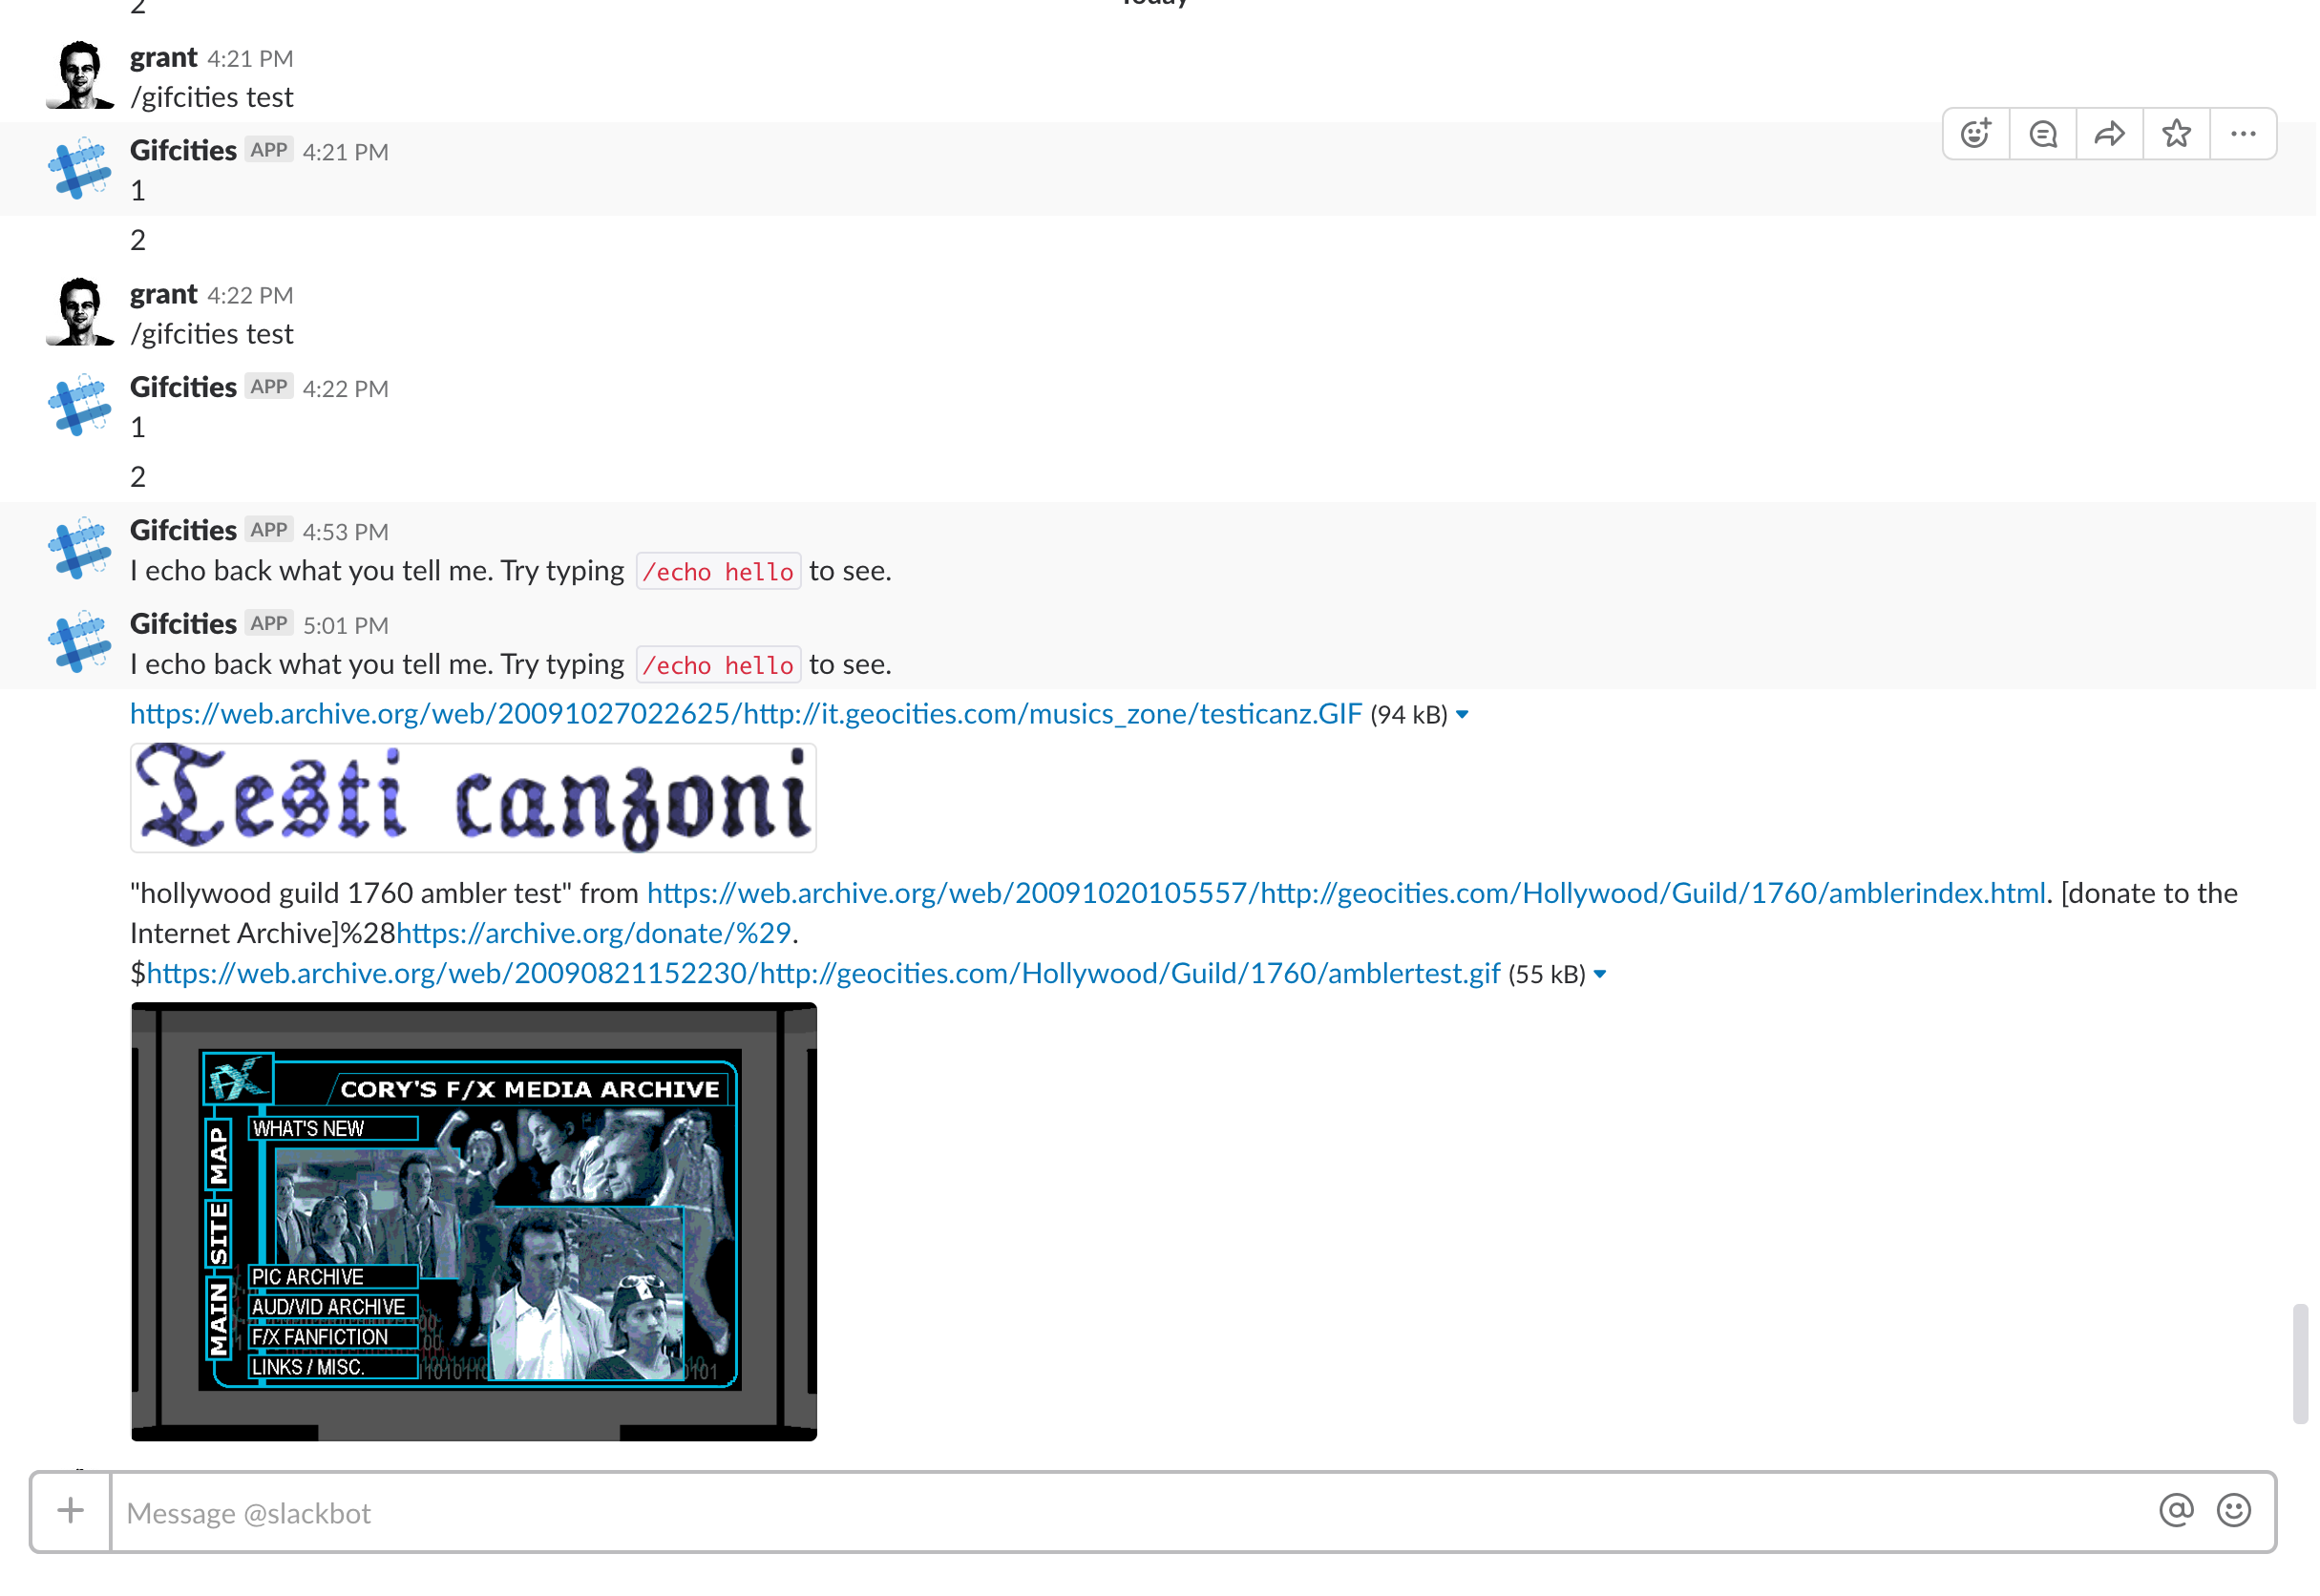 2
Today
grant 4:21 PM
/gifcities test
Gifcities APP 4:21 PM
1
2
grant 4:22 PM
/gifcities test
Gifcities APP 4:22 PM
1
2
Gifcities APP 4:53 PM
I echo back what you tell me. Try typing /echo hello to see.
Gifcities APP 5:01 PM
I echo back what you tell me. Try typing /echo hello to see.
https://web.archive.org/web/20091027022625/http://it.geocities.com/musics_zone/testicanz.GIF (94 kB)
Testi canzoni
"hollywood guild 1760 ambler test" from https://web.archive.org/web/20091020105557/http://geocities.com/Hollywood/Guild/1760/amblerindex.html. [donate to the
Internet Archive]%28https://archive.org/donate/%29.
$https://web.archive.org/web/20090821152230/http://geocities.com/Hollywood/Guild/1760/amblertest.gif (55 kB)
FX
CORY'S F/X MEDIA ARCHIVE
WHAT'S NEW
MAIN SITE MAP
PIC ARCHIVE
AUD/VID ARCHIVE
F/X FANFICTION
LINKS / MISC.
Message @slackbot